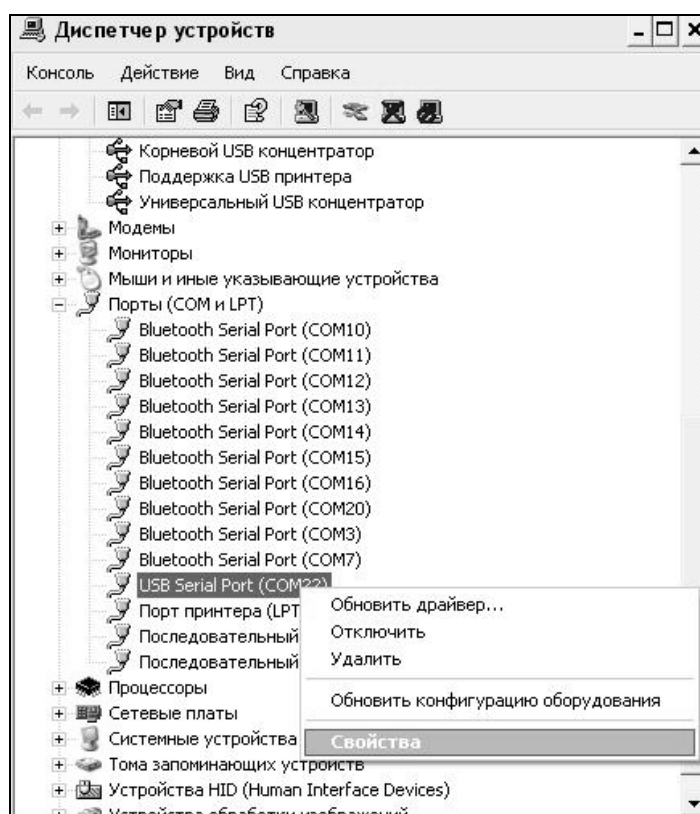 Диспетчер устройств
Консоль Действие Вид Справка
Корневой USB концентратор
Поддержка USB принтера
Универсальный USB концентратор
Модемы
Мониторы
Мыши и иные указывающие устройства
Порты (COM и LPT)
Bluetooth Serial Port (COM10)
Bluetooth Serial Port (COM11)
Bluetooth Serial Port (COM12)
Bluetooth Serial Port (COM13)
Bluetooth Serial Port (COM14)
Bluetooth Serial Port (COM15)
Bluetooth Serial Port (COM16)
Bluetooth Serial Port (COM20)
Bluetooth Serial Port (COM3)
Bluetooth Serial Port (COM7)
USB Serial Port (COM22)
Порт принтера (LPT
Последовательный
Последовательный
Обновить драйвер...
Отключить
Удалить
Обновить конфигурацию оборудования
Свойства
Процессоры
Сетевые платы
Системные устройства
Тома запоминающих устройств
Устройства HID (Human Interface Devices)
Устройства обработки изображений